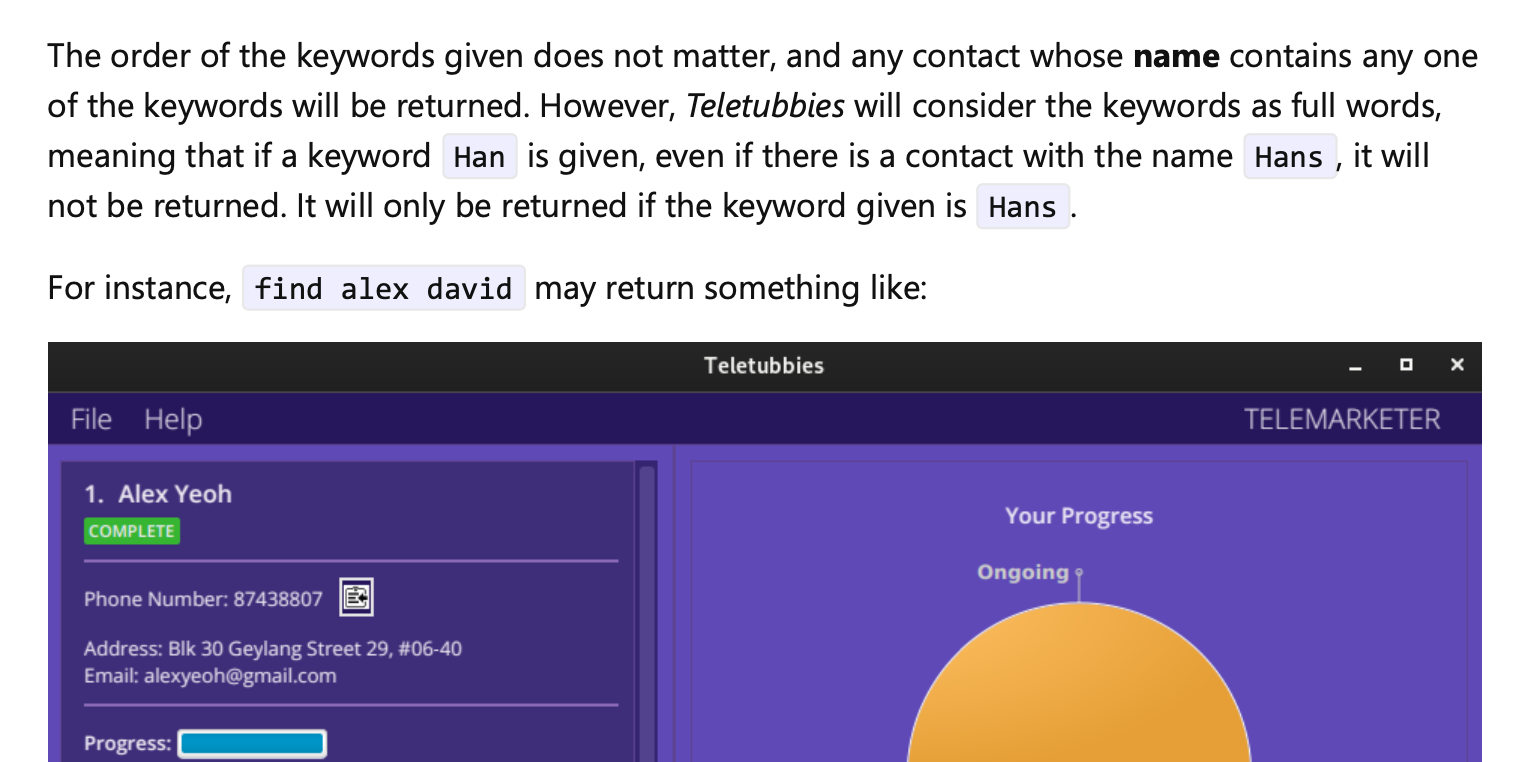 The order of the keywords given does not matter, and any contact whose name contains any one
of the keywords will be returned. However, Teletubbies will consider the keywords as full words,
meaning that if a keyword Han is given, even if there is a contact with the name Hans, it will
not be returned. It will only be returned if the keyword given is Hans.
For instance, find alex david may return something like:
Teletubbies
File Help TELEMARKETER
1. Alex Yeoh
COMPLETE
Phone Number: 87438807
Address: Blk 30 Geylang Street 29, #06-40
Email: alexyeoh@gmail.com
Progress:
Your Progress
Ongoing